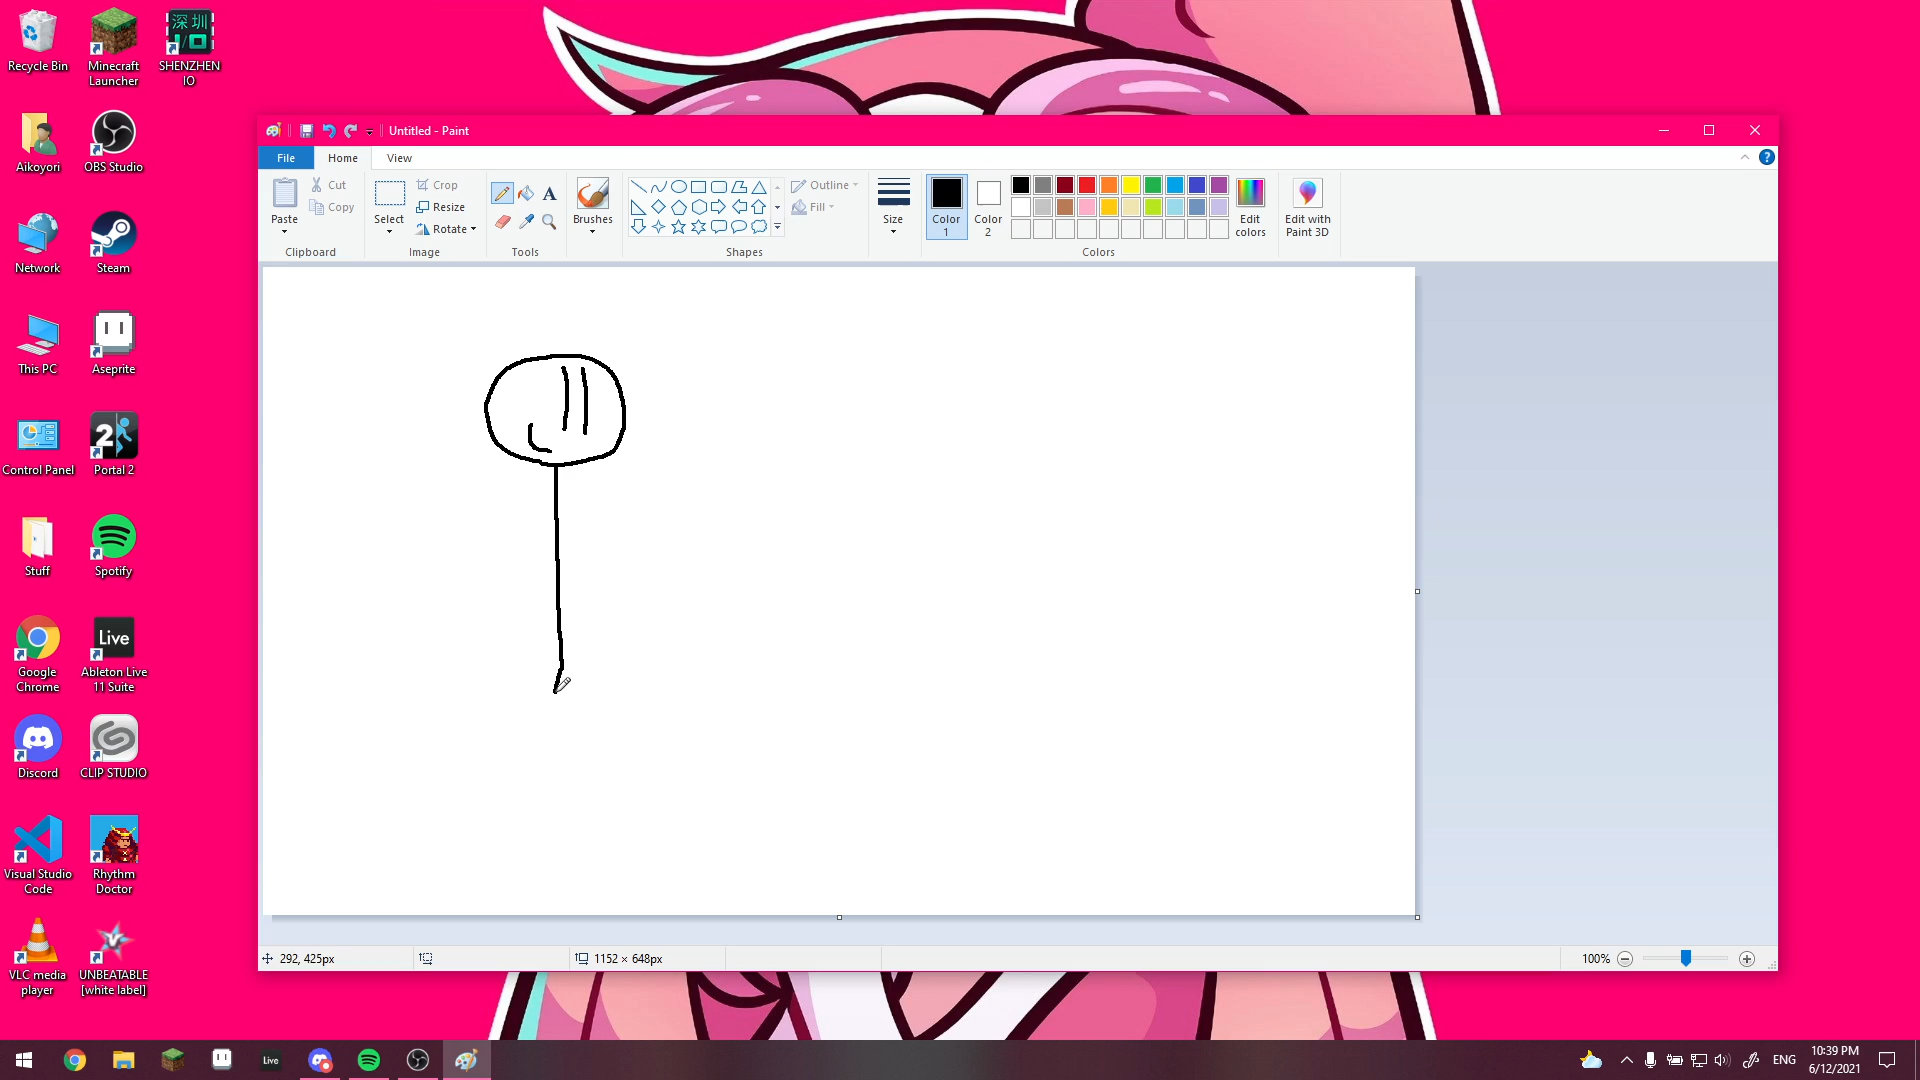 Recycle Bin
Minecraft Launcher
深圳
I/O
SHENZHEN IO
Aikoyori
OBS Studio
Network
Steam
This PC
Aseprite
Control Panel
2
Portal 2
Stuff
Spotify
Google Chrome
Live
Ableton Live 11 Suite
Discord
CLIP STUDIO
Visual Studio Code
Rhythm Doctor
VLC media player
UNBEATABLE [white label]
Untitled - Paint
File Home View
Paste
Cut
Copy
Clipboard
Select
Crop
Resize
Rotate
Image
A
Tools
Brushes
Shapes
Outline
Fill
Size
Color 1
Color 2
Edit colors
Colors
Edit with Paint 3D
?
292, 425px
1152 × 648px
100%
Live
ENG
10:39 PM
6/12/2021